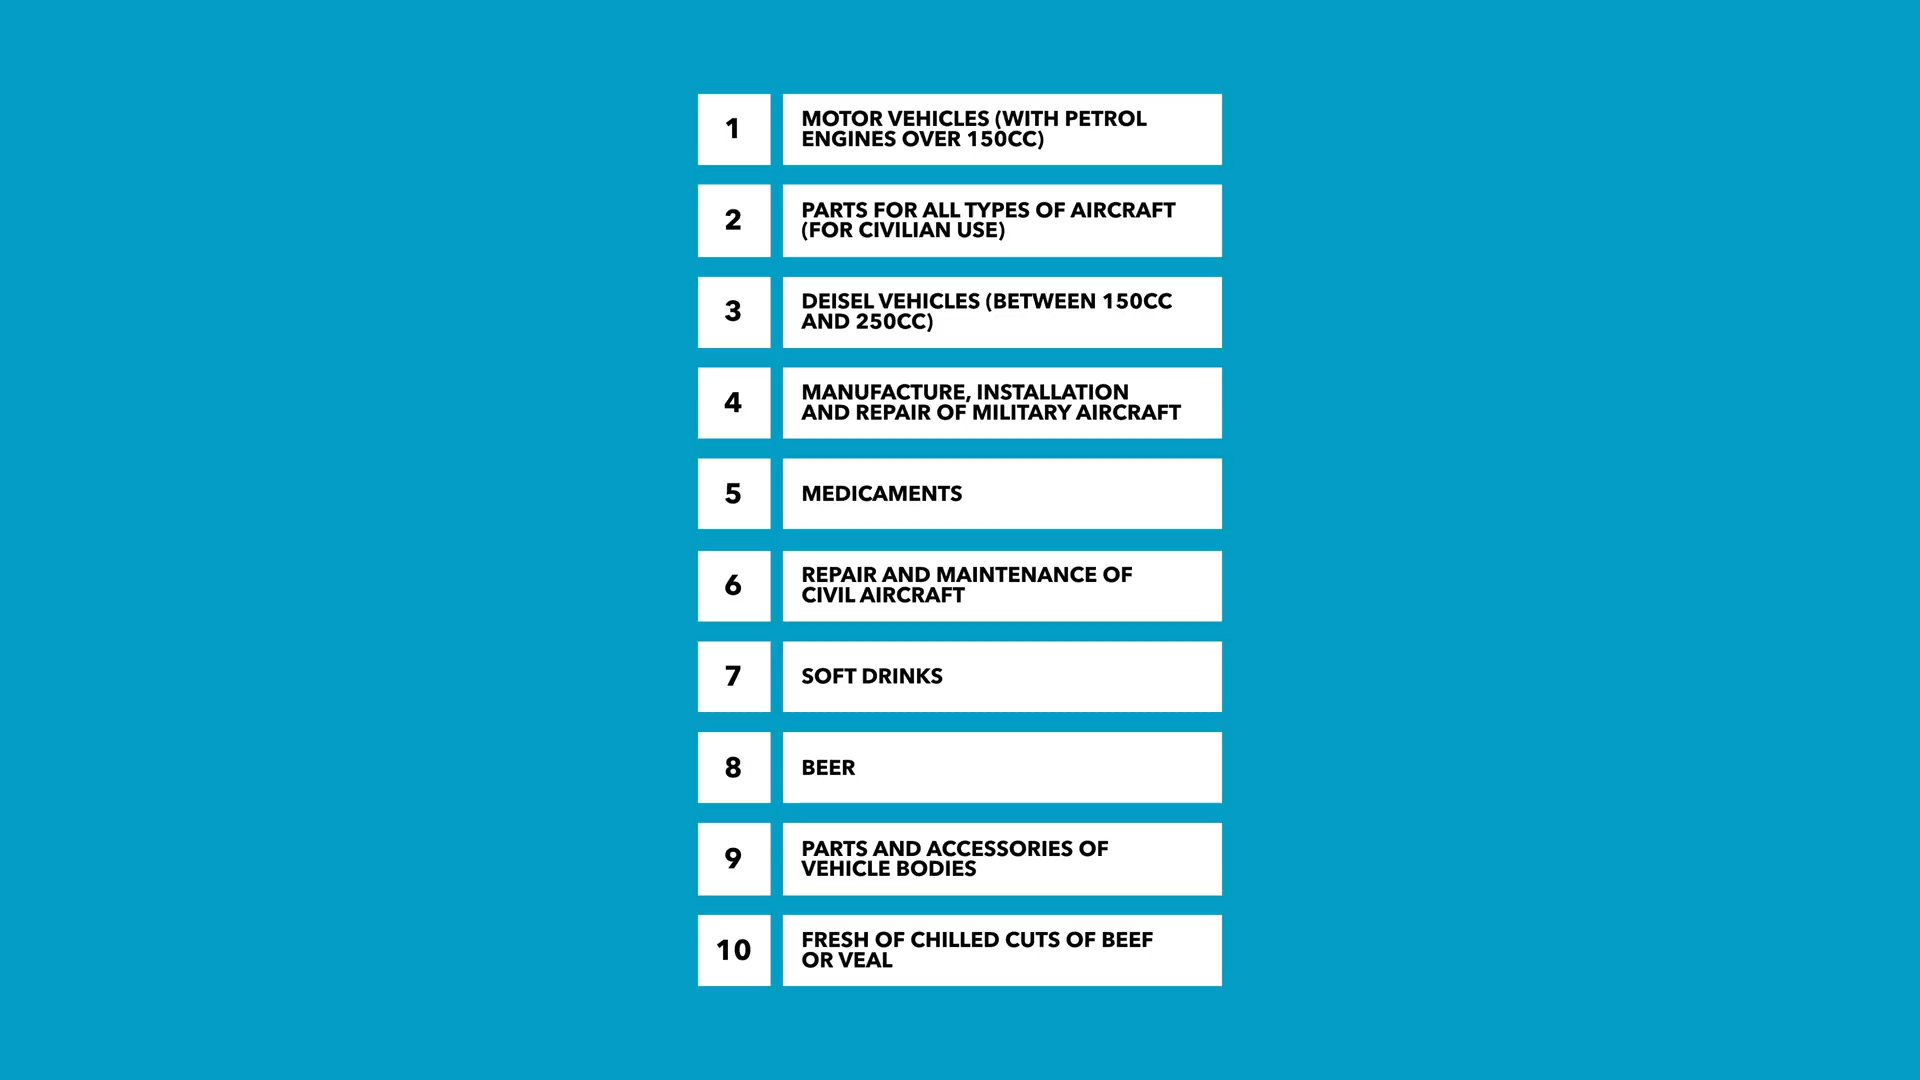 1
MOTOR VEHICLES (WITH PETROL
ENGINES OVER 150CC)
2
PARTS FOR ALL TYPES OF AIRCRAFT
(FOR CIVILIAN USE)
3
DEISEL VEHICLES (BETWEEN 150CC
AND 250CC)
4
MANUFACTURE, INSTALLATION
AND REPAIR OF MILITARY AIRCRAFT
5
MEDICAMENTS
6
REPAIR AND MAINTENANCE OF
CIVIL AIRCRAFT
7
SOFT DRINKS
8
BEER
9
PARTS AND ACCESSORIES OF
VEHICLE BODIES
10
FRESH OF CHILLED CUTS OF BEEF
OR VEAL